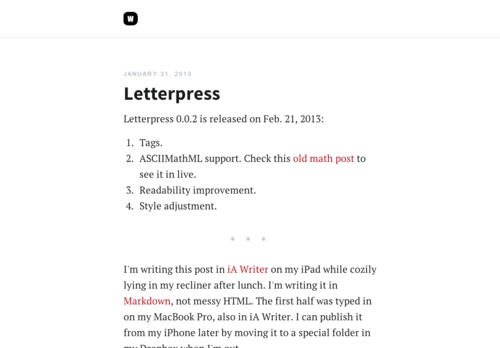 W
JANUARY 31, 2013
Letterpress
Letterpress 0.0.2 is released on Feb. 21, 2013:
1. Tags.
2. ASCIIMathML support. Check this old math post to
see it in live.
3. Readability improvement.
4. Style adjustment.
* * *
I'm writing this post in iA Writer on my iPad while cozily
lying in my recliner after lunch. I'm writing it in
Markdown, not messy HTML. The first half was typed in
on my MacBook Pro, also in iA Writer. I can publish it
from my iPhone later by moving it to a special folder in
my Dropbox when I'm out